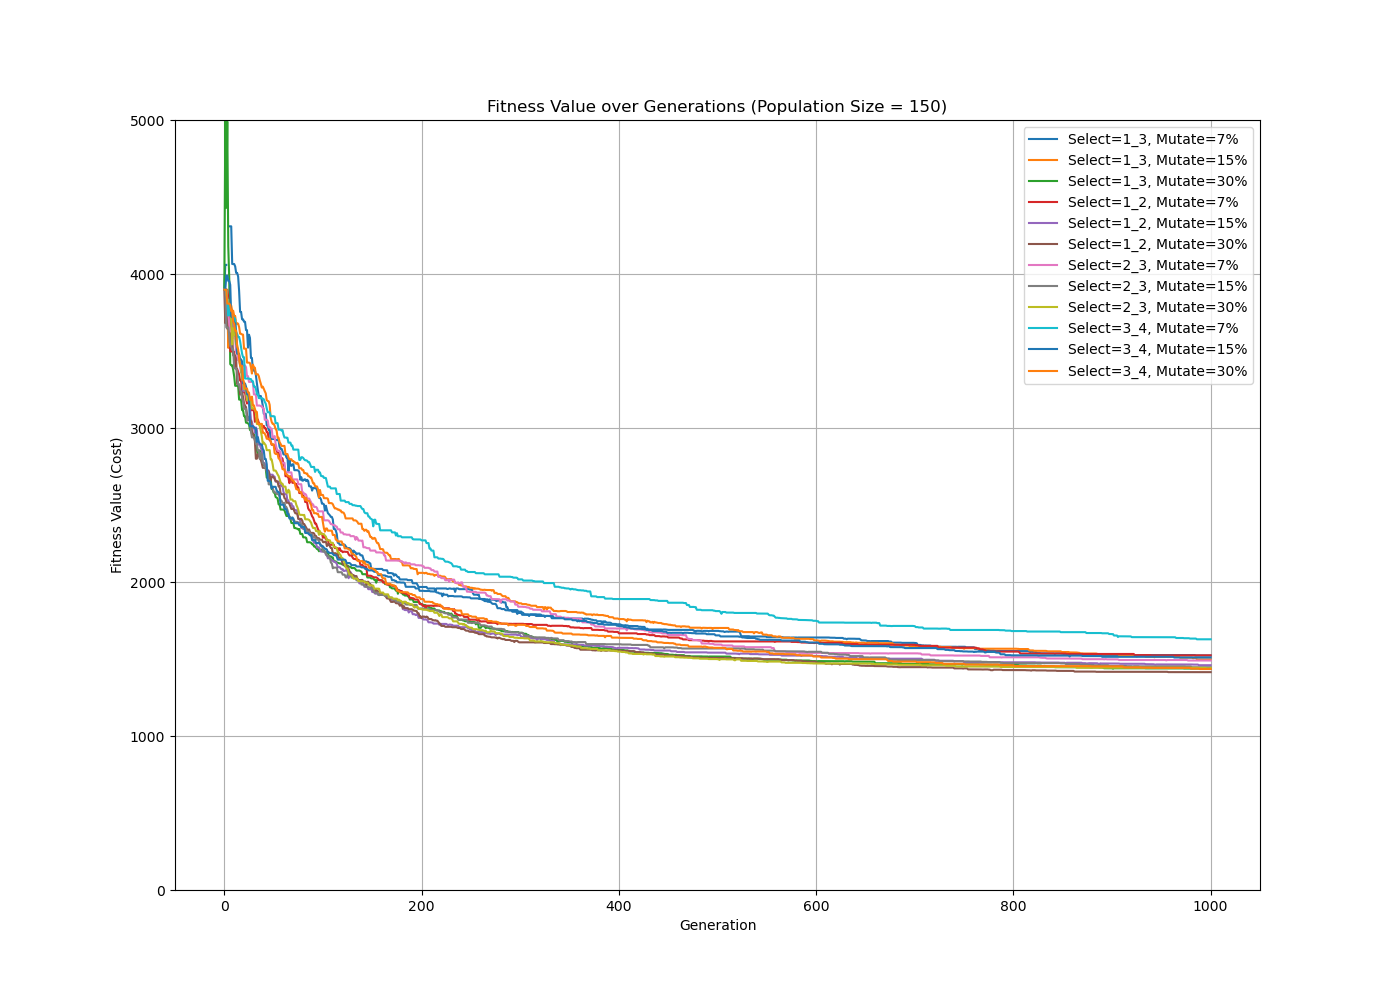 Fitness Value over Generations (Population Size = 150)
5000
4000
3000
2000
1000
0
Fitness Value (Cost)
Select=1_3, Mutate=7%
Select=1_3, Mutate=15%
Select=1_3, Mutate=30%
Select=1_2, Mutate=7%
Select=1_2, Mutate=15%
Select=1_2, Mutate=30%
Select=2_3, Mutate=7%
Select=2_3, Mutate=15%
Select=2_3, Mutate=30%
Select=3_4, Mutate=7%
Select=3_4, Mutate=15%
Select=3_4, Mutate=30%
0 200 400 600 800 1000
Generation